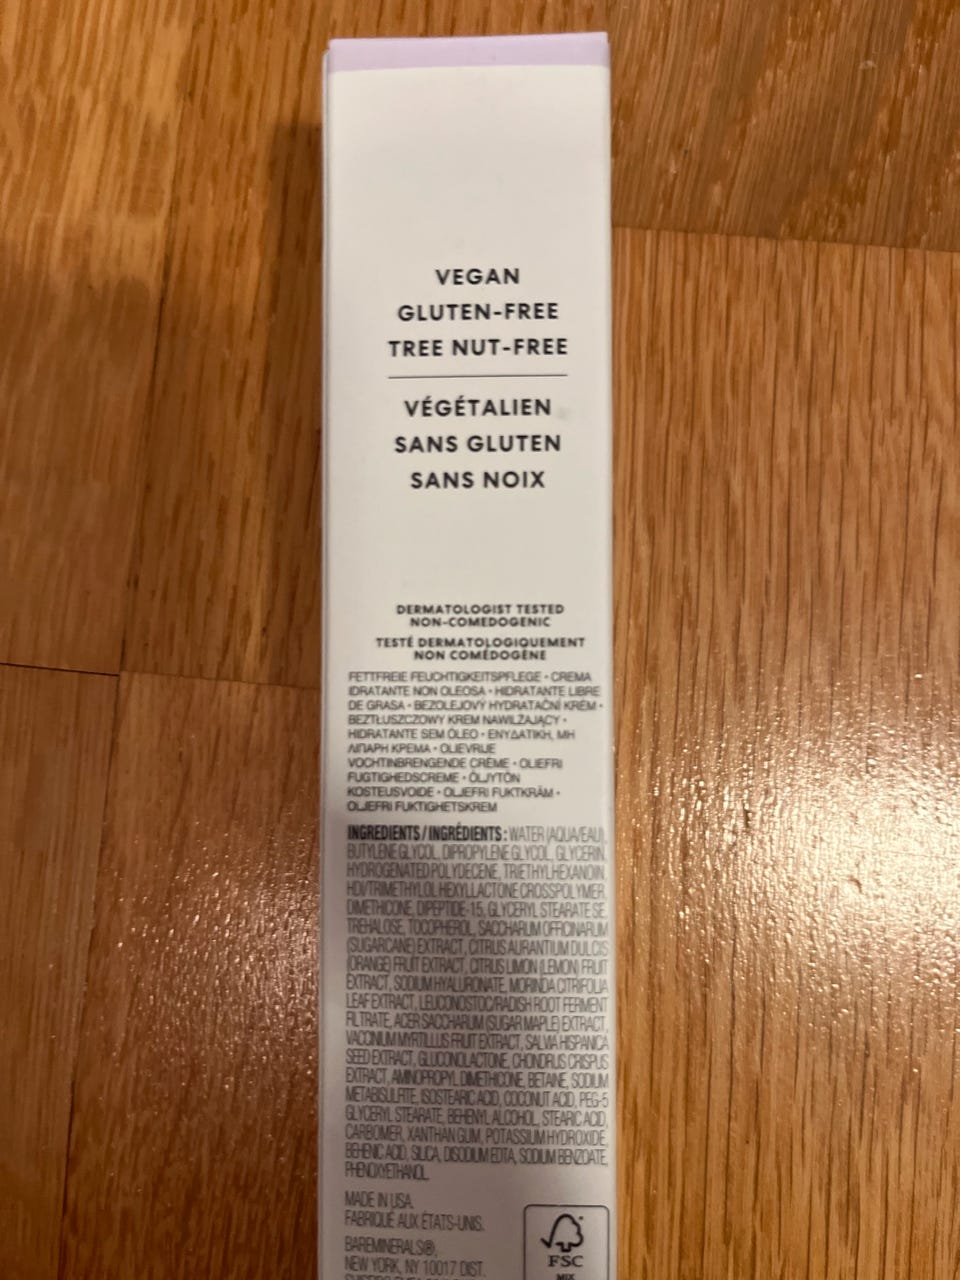 VEGAN
GLUTEN-FREE
TREE NUT-FREE
VÉGÉTALIEN
SANS GLUTEN
SANS NOIX
DERMATOLOGIST TESTED
NON-COMEDOGENIC
TESTÉ DERMATOLOGIQUEMENT
NON COMÉDOGÈNE
FETTFREIE FEUCHTIGKEITSPFLEGE • CREMA
IDRATANTE NON OLEOSA • HIDRATANTE LIBRE
DE GRASA • BEZOLEJOVÝ HYDRATAČNÍ KRÉM •
BEZTŁUSZCZOWY KREM NAWILŻAJĄCY •
HIDRATANTE SEM ÓLEO • ΕΝΥΔΑΤΙΚΗ, ΜΗ
ΛΙΠΑΡΗ ΚΡΕΜΑ • OLIEVRIJE
VOCHTINBRENGENDE CRÈME • OLIEFRI
FUGTIGHEDSCREME • ÖLJYTÖN
KOSTEUSVOIDE • OLJEFRI FUKTKRÄM •
OLJEFRI FUKTIGHETSKREM
INGREDIENTS / INGRÉDIENTS : WATER (AQUA/EAU),
BUTYLENE GLYCOL, DIPROPYLENE GLYCOL, GLYCERIN,
HYDROGENATED POLYDECENE, TRIETHYLHEXANOIN,
HDI/TRIMETHYLOL HEXYLLACTONE CROSSPOLYMER,
DIMETHICONE, DIPEPTIDE-15, GLYCERYL STEARATE SE,
TREHALOSE, TOCOPHEROL, SACCHARUM OFFICINARUM
(SUGARCANE) EXTRACT, CITRUS AURANTIUM DULCIS
(ORANGE) FRUIT EXTRACT, CITRUS LIMON (LEMON) FRUIT
EXTRACT, SODIUM HYALURONATE, MORINDA CITRIFOLIA
LEAF EXTRACT, LEUCONOSTOC/RADISH ROOT FERMENT
FILTRATE, ACER SACCHARUM (SUGAR MAPLE) EXTRACT,
VACCINIUM MYRTILLUS FRUIT EXTRACT, SALVIA HISPANICA
SEED EXTRACT, GLUCONOLACTONE, CHONDRUS CRISPUS
EXTRACT, AMINOPROPYL DIMETHICONE, BETAINE, SODIUM
METABISULFITE, ISOSTEARIC ACID, COCONUT ACID, PEG-5
GLYCERYL STEARATE, BEHENYL ALCOHOL, STEARIC ACID,
CARBOMER, XANTHAN GUM, POTASSIUM HYDROXIDE,
BEHENIC ACID, SILICA, DISODIUM EDTA, SODIUM BENZOATE,
PHENOXYETHANOL
MADE IN USA.
FABRIQUÉ AUX ÉTATS-UNIS.
BAREMINERALS®,
NEW YORK, NY 10017 DIST.
FSC
MIX